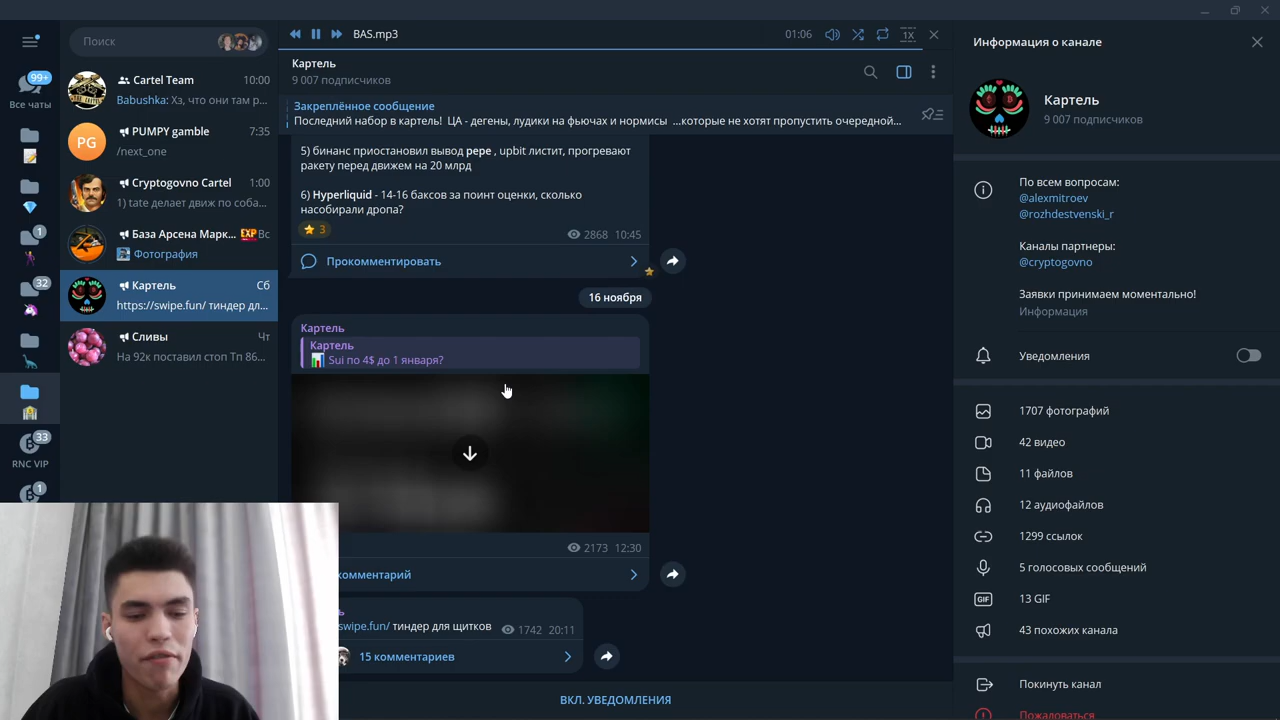 Поиск
99+
Все чаты
1
32
33
RNC VIP
1
Cartel Team
10:00
Babushka: Хз, что они там р...
PG
PUMPY gamble
7:35
/next_one
Cryptogovno Cartel
1:00
1) tate делает движ по соба...
База Арсена Марк...
EXP
Вс
Фотография
Картель
Сб
https://swipe.fun/ тиндер дл...
Сливы
Чт
На 92к поставил стоп Тп 86...
BAS.mp3
01:06
1X
Картель
9 007 подписчиков
Закреплённое сообщение
Последний набор в картель! ЦА - дегены, лудики на фьючах и нормисы ...которые не хотят пропустить очередной...
5) бинанс приостановил вывод pepe , upbit листит, прогревают
ракету перед движем на 20 млрд
6) Hyperliquid - 14-16 баксов за поинт оценки, сколько
насобирали дропа?
3
2868 10:45
Прокомментировать
16 ноября
Картель
Картель
Sui по 4$ до 1 января?
2173 12:30
комментарий
swipe.fun/ тиндер для щитков
1742 20:11
15 комментариев
ВКЛ. УВЕДОМЛЕНИЯ
Информация о канале
Картель
9 007 подписчиков
По всем вопросам:
@alexmitroev
@rozhdestvenski_r
Каналы партнеры:
@cryptogovno
Заявки принимаем моментально!
Информация
Уведомления
1707 фотографий
42 видео
11 файлов
12 аудиофайлов
1299 ссылок
5 голосовых сообщений
GIF
13 GIF
43 похожих канала
Покинуть канал
Пожаловаться